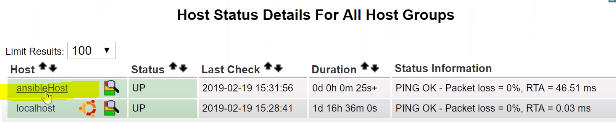 Host Status Details For All Host Groups
Limit Results: 100
Host Status Last Check Duration Status Information
ansibleHost UP 2019-02-19 15:31:56 0d 0h 0m 25s+ PING OK - Packet loss = 0%, RTA = 46.51 ms
localhost UP 2019-02-19 15:28:41 1d 16h 36m 0s PING OK - Packet loss = 0%, RTA = 0.03 ms